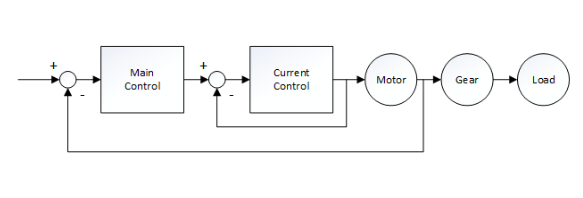 +
-
Main
Control
+
-
Current
Control
Motor
Gear
Load